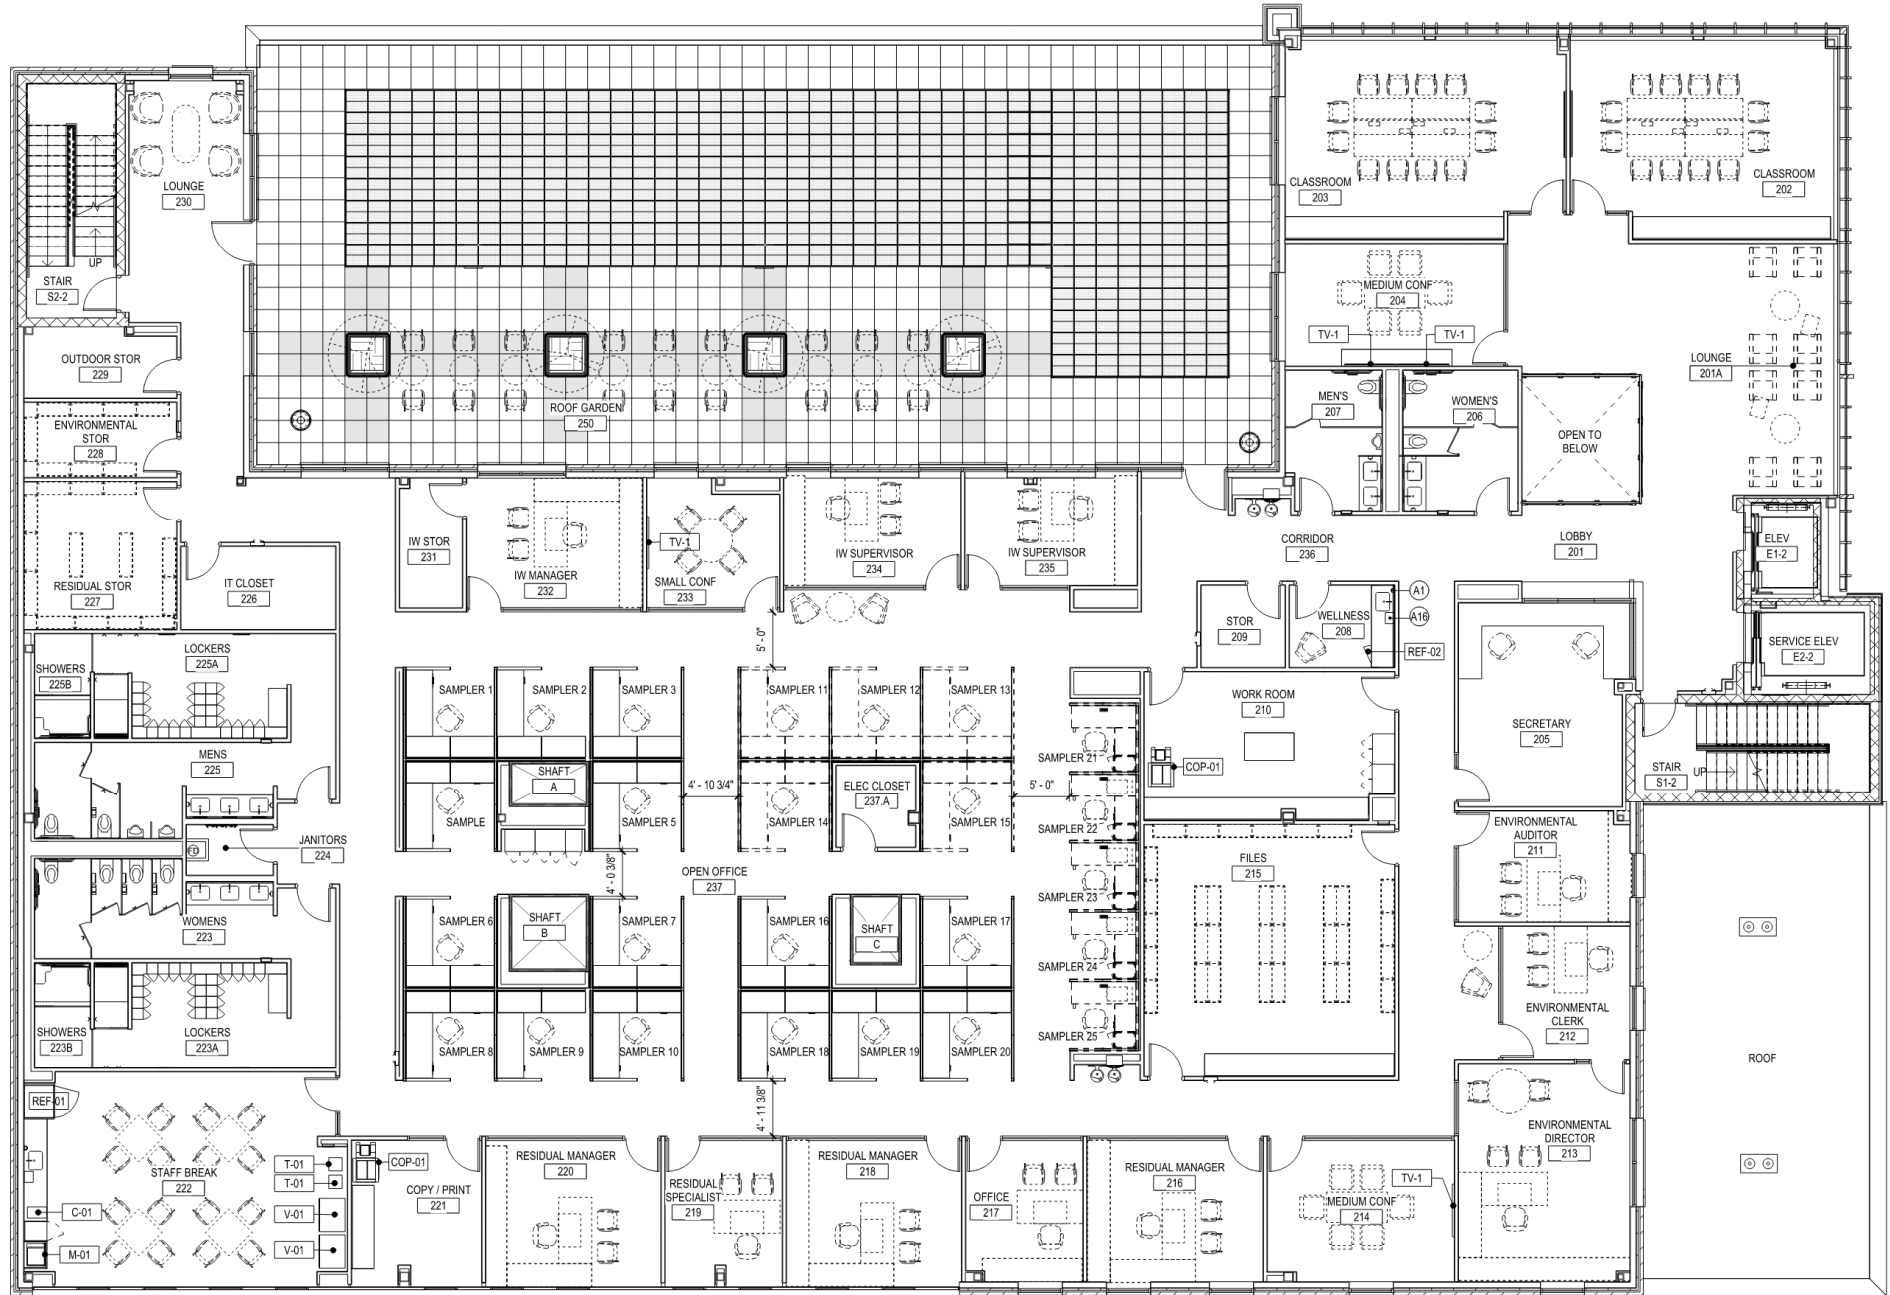 LOUNGE
230
UP
STAIR
S2-2
OUTDOOR STOR
229
ENVIRONMENTAL
STOR
228
RESIDUAL STOR
227
IT CLOSET
226
ROOF GARDEN
250
CLASSROOM
203
CLASSROOM
202
MEDIUM CONF
204
TV-1
TV-1
LOUNGE
201A
MEN'S
207
WOMEN'S
206
OPEN TO
BELOW
LOBBY
201
CORRIDOR
236
ELEV
E1-2
SERVICE ELEV
E2-2
STAIR
S1-2
UP
IW STOR
231
IW MANAGER
232
TV-1
SMALL CONF
233
IW SUPERVISOR
234
IW SUPERVISOR
235
STOR
209
WELLNESS
208
A1
A16
REF-02
WORK ROOM
210
COP-01
SECRETARY
205
SHOWERS
225B
LOCKERS
225A
MENS
225
JANITORS
224
FD
WOMENS
223
SHOWERS
223B
LOCKERS
223A
5' - 0"
SAMPLER 1
SAMPLER 2
SAMPLER 3
SAMPLER 11
SAMPLER 12
SAMPLER 13
SAMPLER 21
SHAFT
A
4' - 10 3/4"
ELEC CLOSET
237.A
5' - 0"
SAMPLE
SAMPLER 5
SAMPLER 14
SAMPLER 15
SAMPLER 22
4' - 0 3/8"
OPEN OFFICE
237
SAMPLER 23
SAMPLER 6
SHAFT
B
SAMPLER 7
SAMPLER 16
SHAFT
C
SAMPLER 17
SAMPLER 24
SAMPLER 25
SAMPLER 8
SAMPLER 9
SAMPLER 10
SAMPLER 18
SAMPLER 19
SAMPLER 20
4' - 11 3/8"
FILES
215
ENVIRONMENTAL
AUDITOR
211
ENVIRONMENTAL
CLERK
212
ENVIRONMENTAL
DIRECTOR
213
ROOF
REF-01
STAFF BREAK
222
T-01
T-01
C-01
V-01
M-01
V-01
COP-01
COPY / PRINT
221
RESIDUAL MANAGER
220
RESIDUAL
SPECIALIST
219
RESIDUAL MANAGER
218
OFFICE
217
RESIDUAL MANAGER
216
MEDIUM CONF
214
TV-1